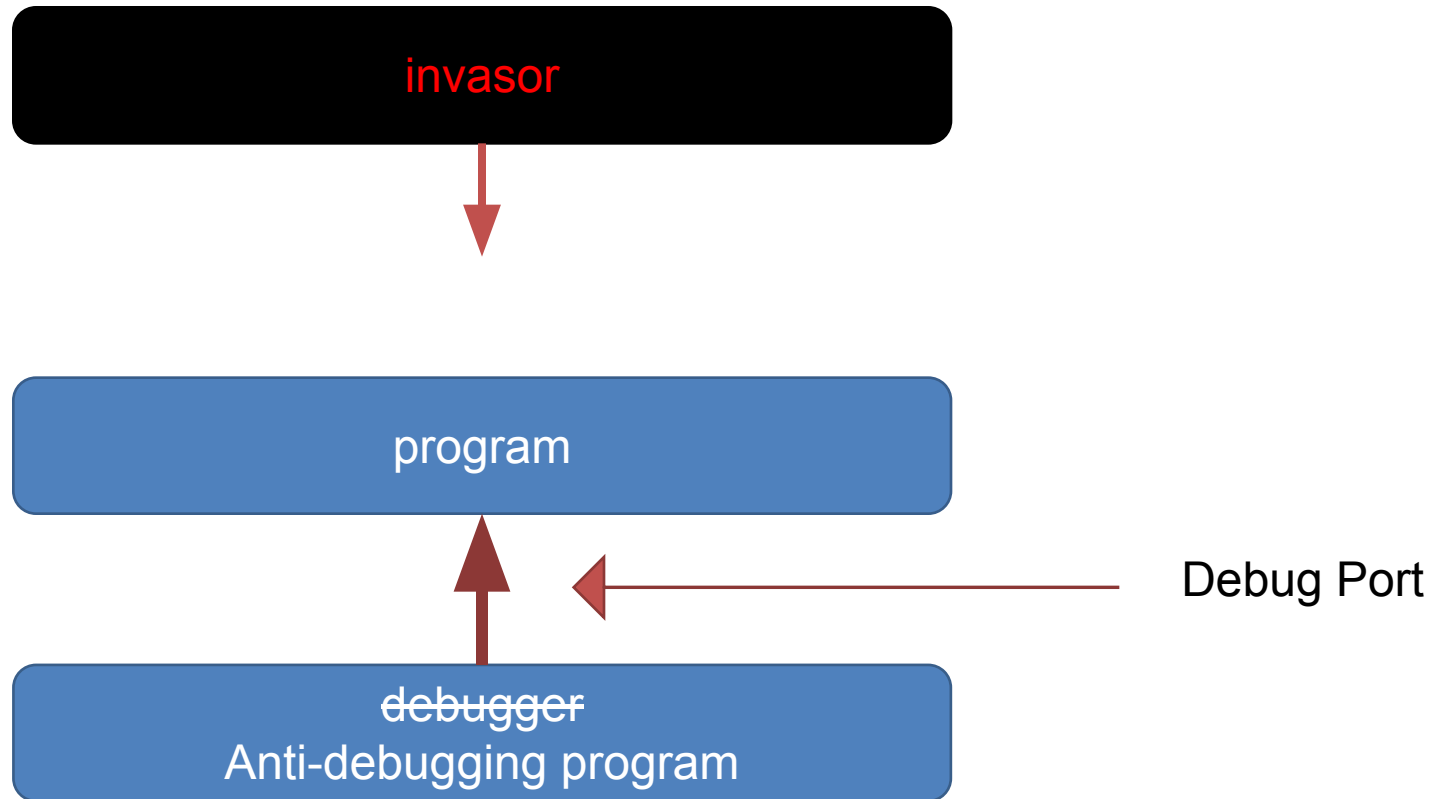 invasor
program
Debug Port
debugger
Anti-debugging program